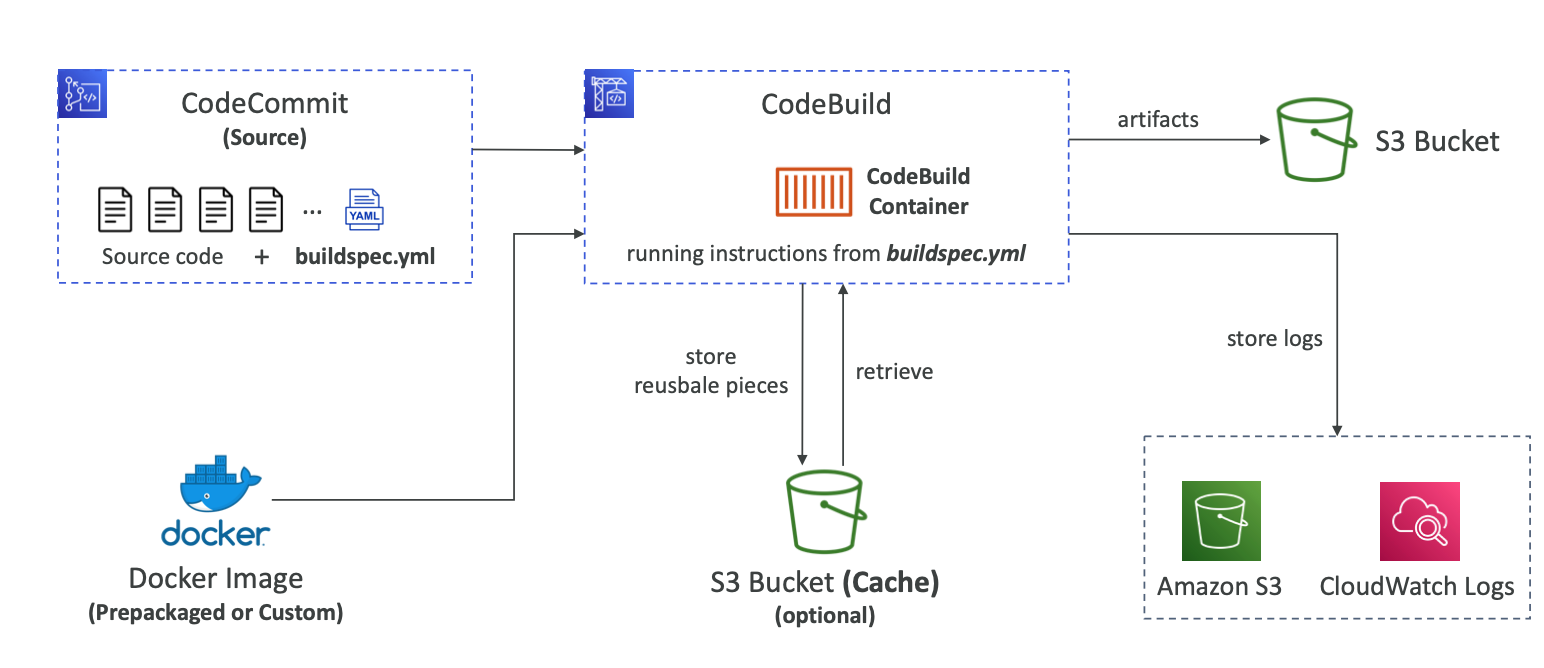 CodeCommit
(Source)
... YAML
Source code + buildspec.yml
CodeBuild
CodeBuild
Container
running instructions from buildspec.yml
artifacts
S3 Bucket
store
reusbale pieces
retrieve
store logs
docker
Docker Image
(Prepackaged or Custom)
S3 Bucket (Cache)
(optional)
Amazon S3
CloudWatch Logs